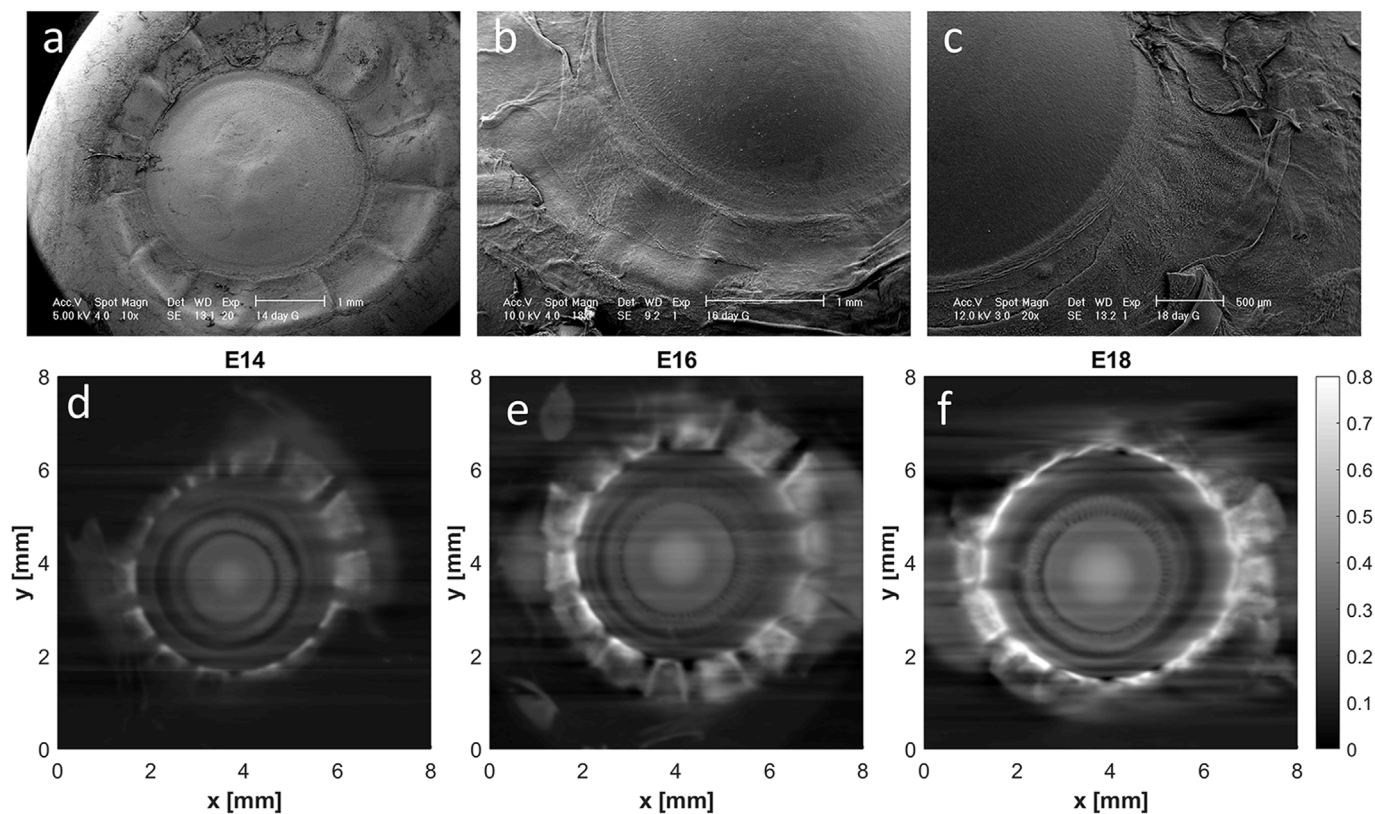 a
Acc.V Spot Magn Det WD Exp 1 mm
5.00 kV 4.0 10x SE 13.1 20 14 day G
b
Acc.V Spot Magn Det WD Exp 1 mm
10.0 kV 4.0 SE 9.2 1 16 day G
c
Acc.V Spot Magn Det WD Exp 500 µm
12.0 kV 3.0 20x SE 13.2 1 18 day G
E14
E16
E18
d
8
6
4
2
0
y [mm]
0 2 4 6 8
x [mm]
e
8
6
4
2
0
y [mm]
0 2 4 6 8
x [mm]
f
8
6
4
2
0
y [mm]
0 2 4 6 8
x [mm]
0.8
0.7
0.6
0.5
0.4
0.3
0.2
0.1
0